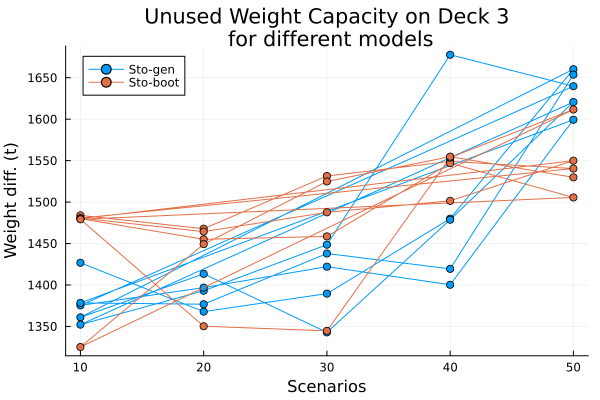 Unused Weight Capacity on Deck 3
for different models
Sto-gen
Sto-boot
Weight diff. (t)
1650
1600
1550
1500
1450
1400
1350
10 20 30 40 50
Scenarios